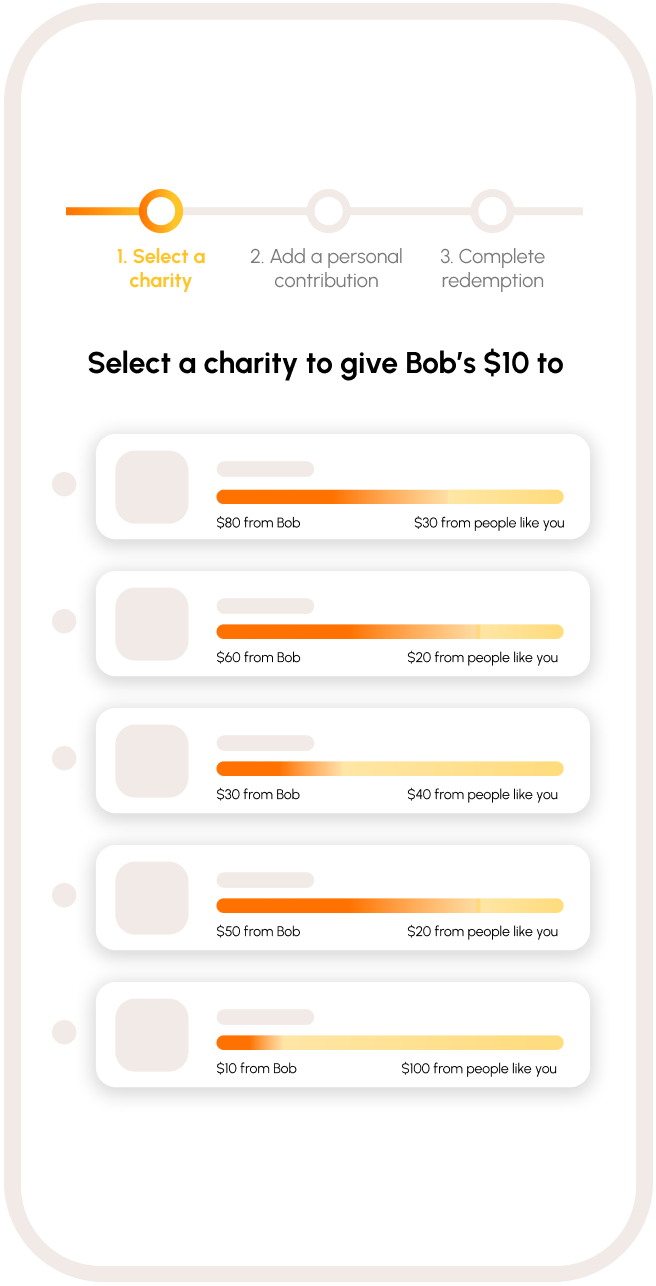 1. Select a
charity
2. Add a personal
contribution
3. Complete
redemption
Select a charity to give Bob’s $10 to
$80 from Bob
$30 from people like you
$60 from Bob
$20 from people like you
$30 from Bob
$40 from people like you
$50 from Bob
$20 from people like you
$10 from Bob
$100 from people like you